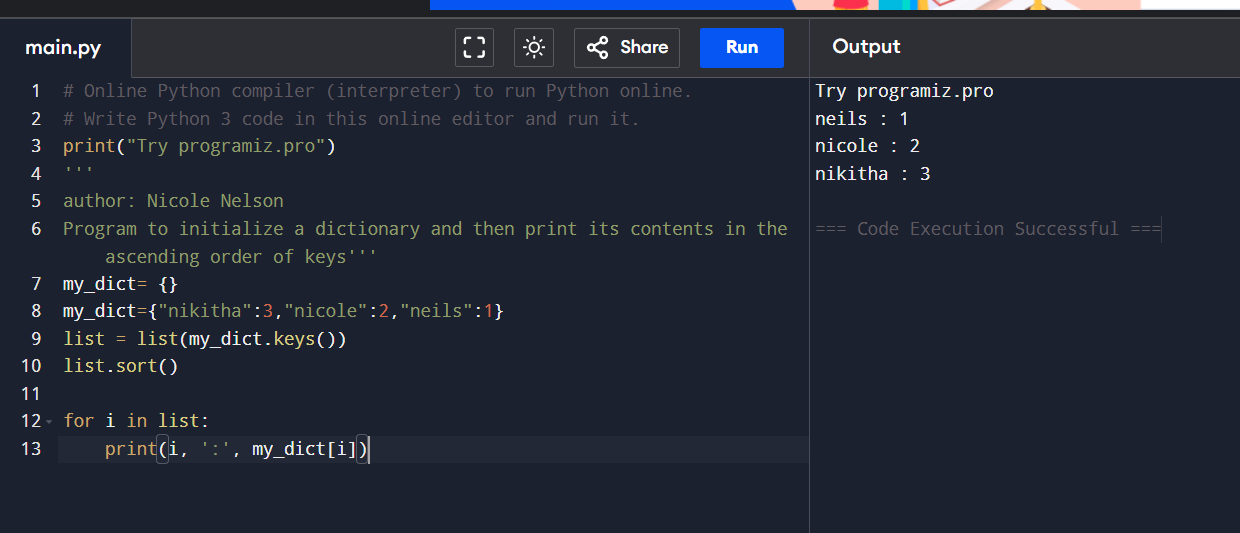 main.py
Share
Run
Output
1 # Online Python compiler (interpreter) to run Python online.
2 # Write Python 3 code in this online editor and run it.
3 print("Try programiz.pro")
4 '''
5 author: Nicole Nelson
6 Program to initialize a dictionary and then print its contents in the
ascending order of keys'''
7 my_dict= {}
8 my_dict={"nikitha":3,"nicole":2,"neils":1}
9 list = list(my_dict.keys())
10 list.sort()
11
12 for i in list:
13     print(i, ':', my_dict[i])
Try programiz.pro
neils : 1
nicole : 2
nikitha : 3
=== Code Execution Successful ===